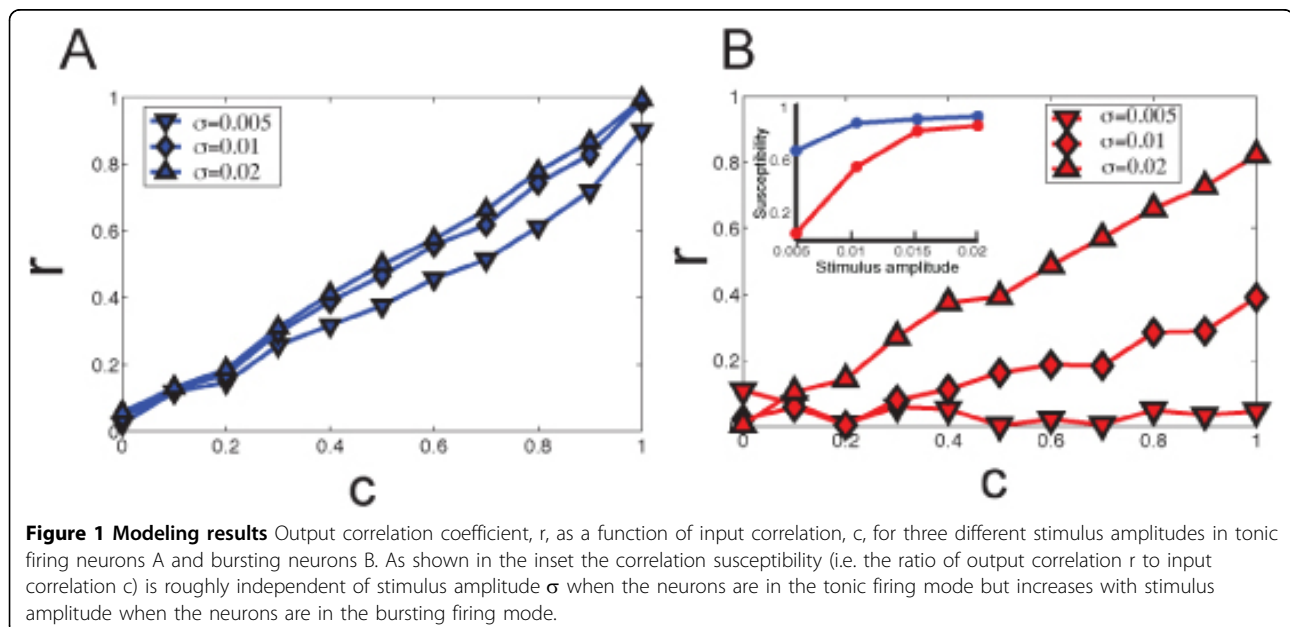 A
B
1
0.8
0.6
0.4
0.2
0
r
σ=0.005
σ=0.01
σ=0.02
0 0.2 0.4 0.6 0.8 1
c
1
0.8
0.6
0.4
0.2
r
Susceptibility
1
0.6
0.2
0.005 0.01 0.015 0.02
Stimulus amplitude
σ=0.005
σ=0.01
σ=0.02
0 0.2 0.4 0.6 0.8 1
c
Figure 1 Modeling results Output correlation coefficient, r, as a function of input correlation, c, for three different stimulus amplitudes in tonic
firing neurons A and bursting neurons B. As shown in the inset the correlation susceptibility (i.e. the ratio of output correlation r to input
correlation c) is roughly independent of stimulus amplitude σ when the neurons are in the tonic firing mode but increases with stimulus
amplitude when the neurons are in the bursting firing mode.